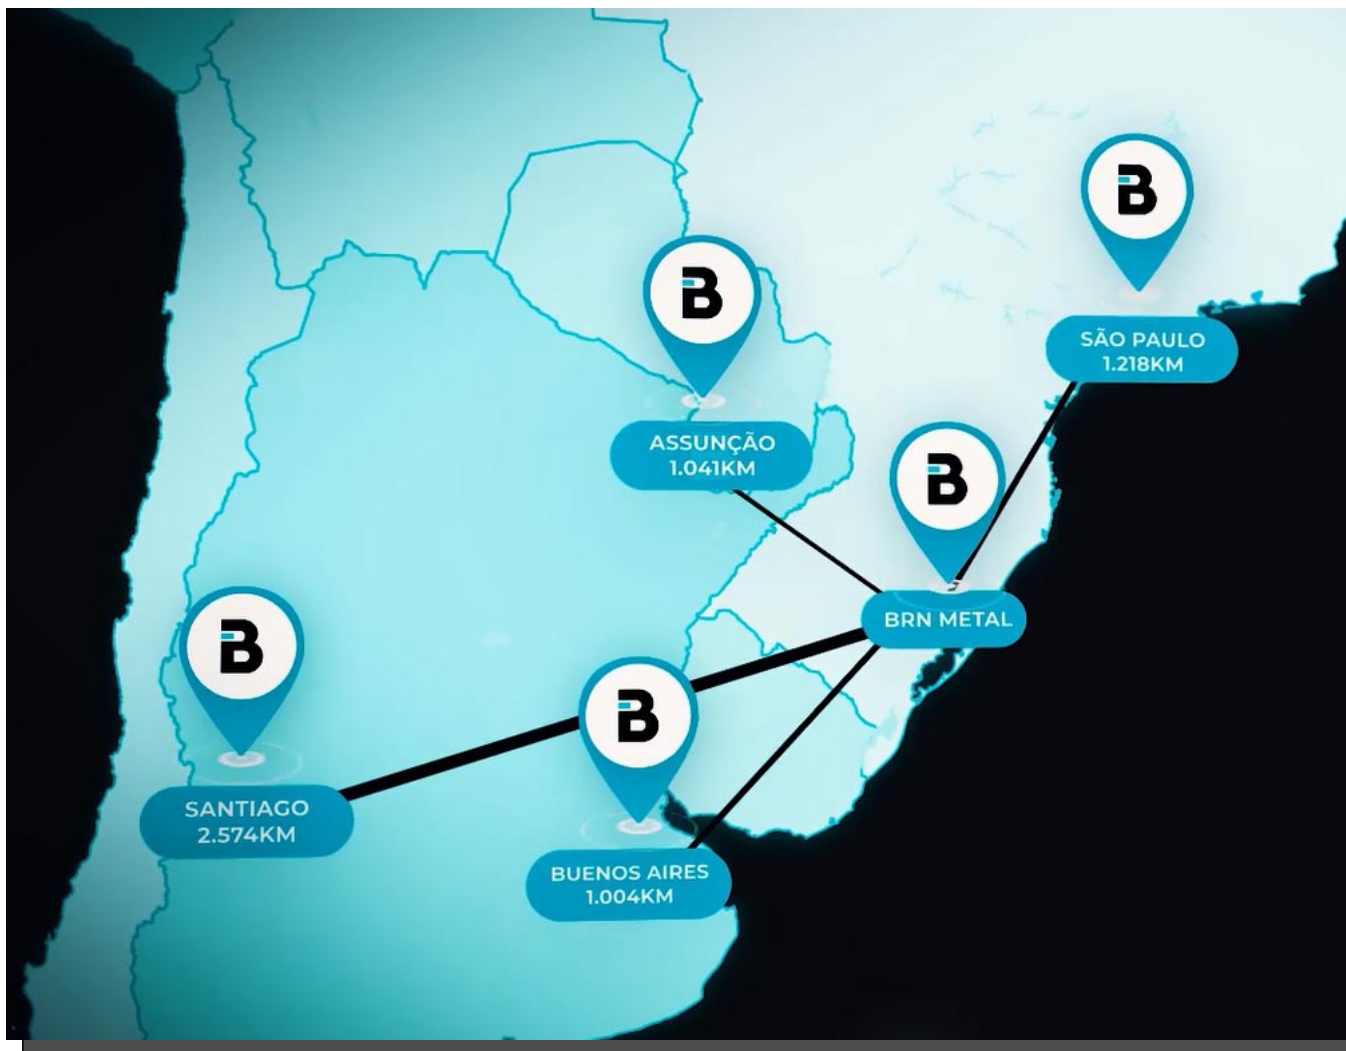 B
SÃO PAULO
1.218KM
B
ASSUNÇÃO
1.041KM
B
BRN METAL
B
SANTIAGO
2.574KM
B
BUENOS AIRES
1.004KM